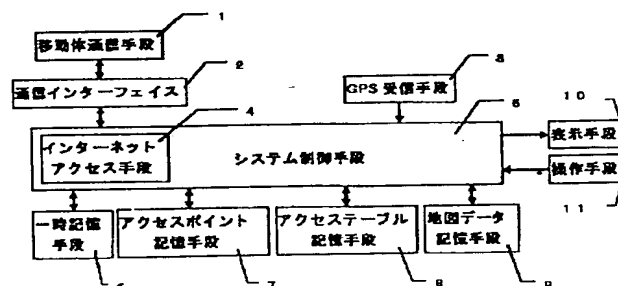 1
移動体通信手段
2
通信インターフェイス
3
GPS 受信手段
4
5
10
インターネット
アクセス手段
システム制御手段
表示手段
操作手段
11
一時記憶
手段
アクセスポイント
記憶手段
アクセステーブル
記憶手段
地図データ
記憶手段
7
8
9